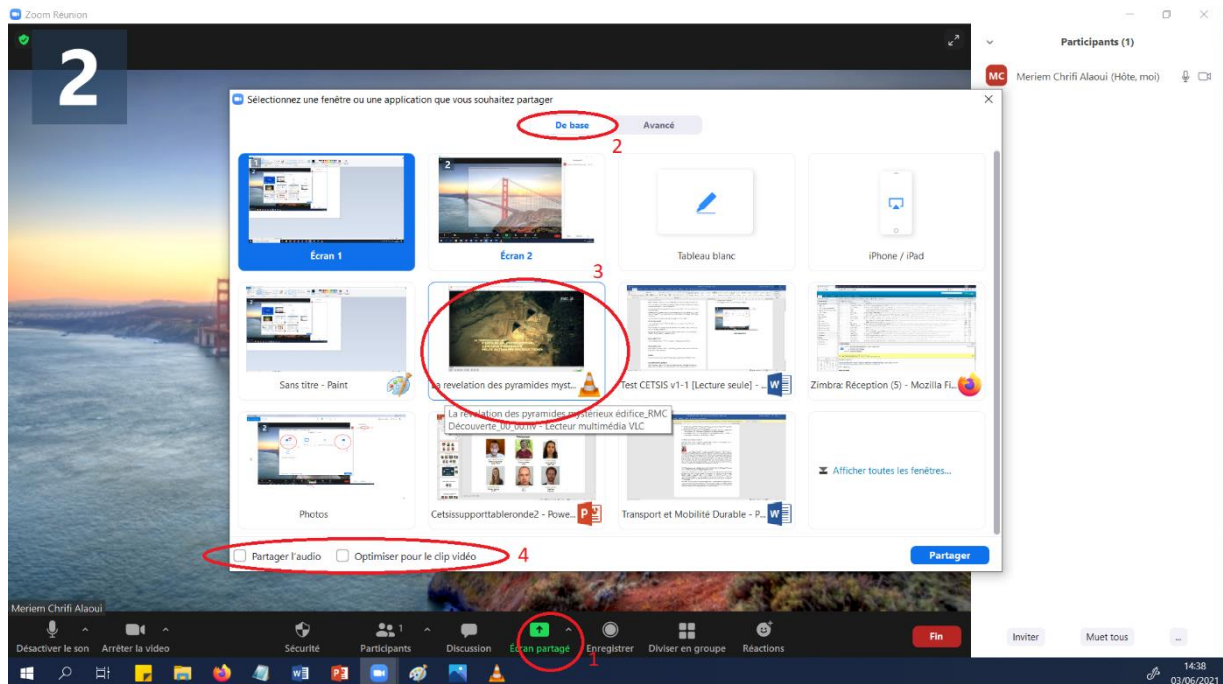 Zoom Réunion
2
Participants (1)
MC Meriem Chrifi Alaoui (Hôte, moi)
Sélectionnez une fenêtre ou une application que vous souhaitez partager
De base
Avancé
2
1
2
Écran 1
Écran 2
Tableau blanc
iPhone / iPad
3
Sans titre - Paint
La revelation des pyramides myst...
Test CETSIS v1-1 [Lecture seule] - ...
Zimbra: Réception (5) - Mozilla Fi...
La revelation des pyramides mysterieux édifice_RMC
Découverte_00_00.flv - Lecteur multimédia VLC
Photos
Cetsissupporttableronde2 - Powe...
Transport et Mobilité Durable - P...
Afficher toutes les fenêtres...
Partager l'audio
Optimiser pour le clip vidéo
4
Partager
Meriem Chrifi Alaoui
Désactiver le son
Arrêter la video
Sécurité
Participants
1
Discussion
Écran partagé
1
Enregistrer
Diviser en groupe
Réactions
Fin
Inviter
Muet tous
...
14:38
03/06/2021